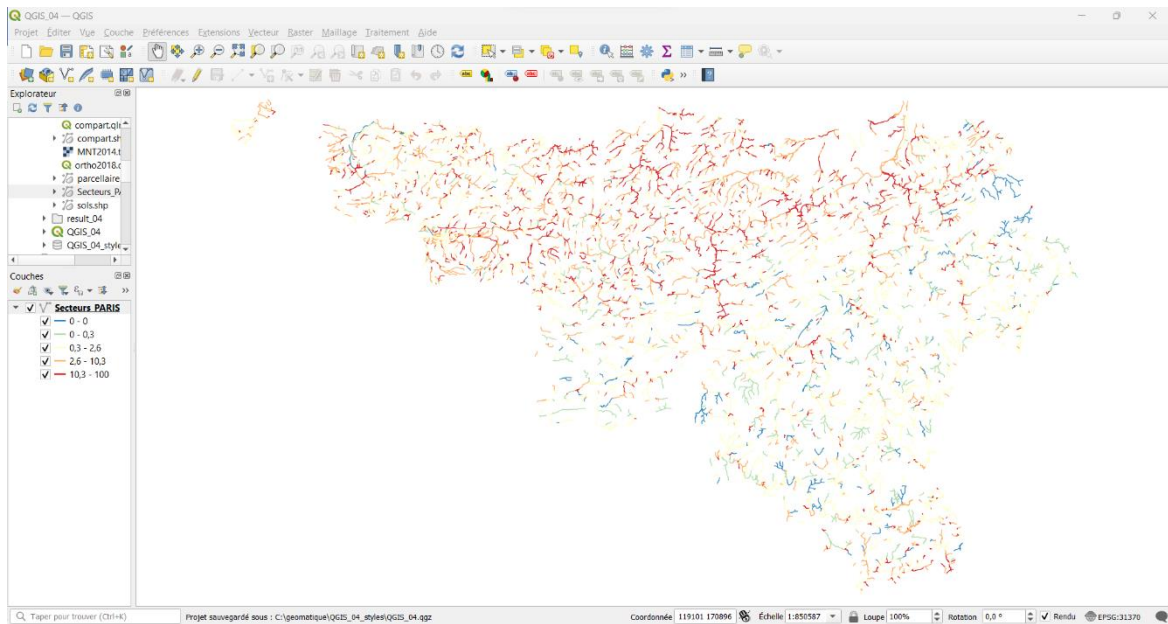 QGIS_04 — QGIS
Projet Éditer Vue Couche Préférences Extensions Vecteur Raster Maillage Traitement Aide
Explorateur
compart.qlr
compart.sh
MNT2014.t
ortho2018.
parcellaire
Secteurs_PA
sols.shp
result_04
QGIS_04
QGIS_04_style
Couches
Secteurs PARIS
0 - 0
0 - 0,3
0,3 - 2,6
2,6 - 10,3
10,3 - 100
Taper pour trouver (Ctrl+K) Projet sauvegardé sous : C:\geomatique\QGIS_04_styles\QGIS_04.qgz Coordonnée 119101 170896 Échelle 1:850587 Loupe 100% Rotation 0,0 ° Rendu EPSG:31370